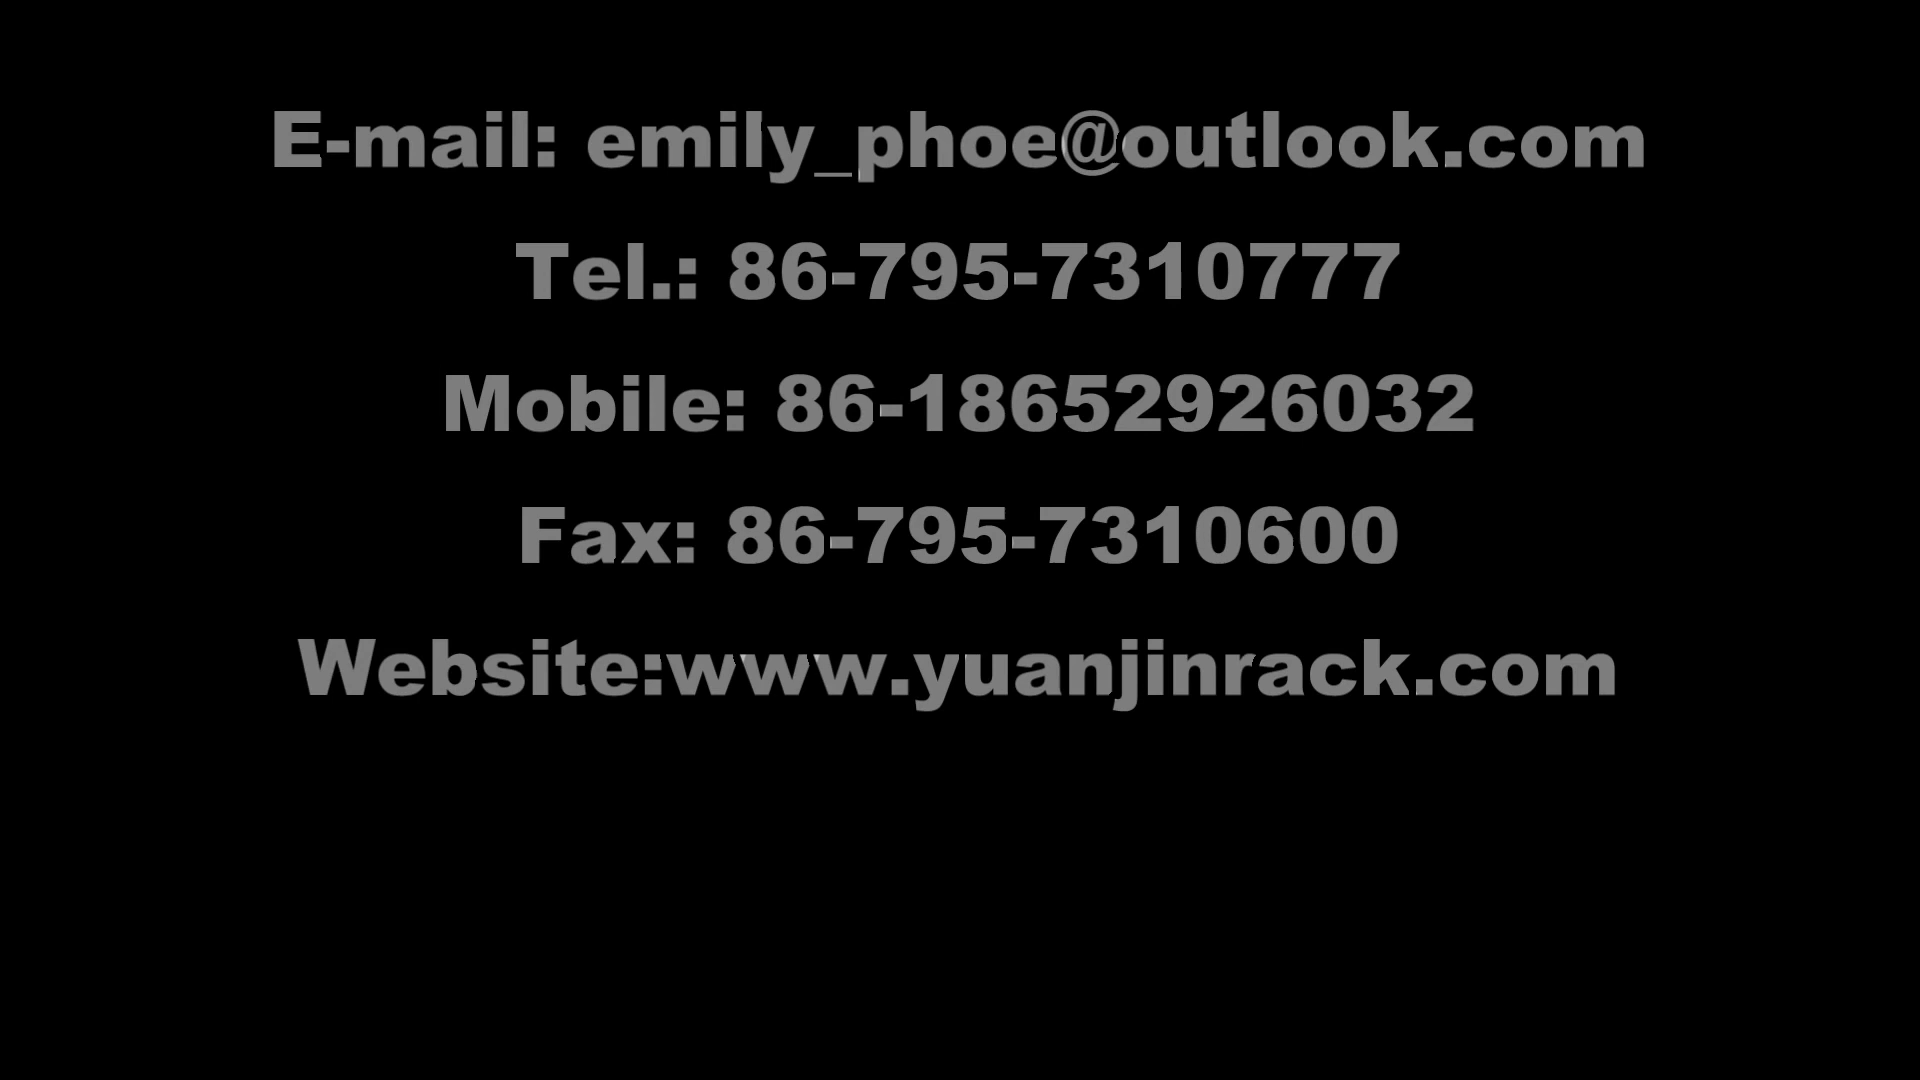 E-mail: emily_phoe@outlook.com
Tel.: 86-795-7310777
Mobile: 86-18652926032
Fax: 86-795-7310600
Website:www.yuanjinrack.com